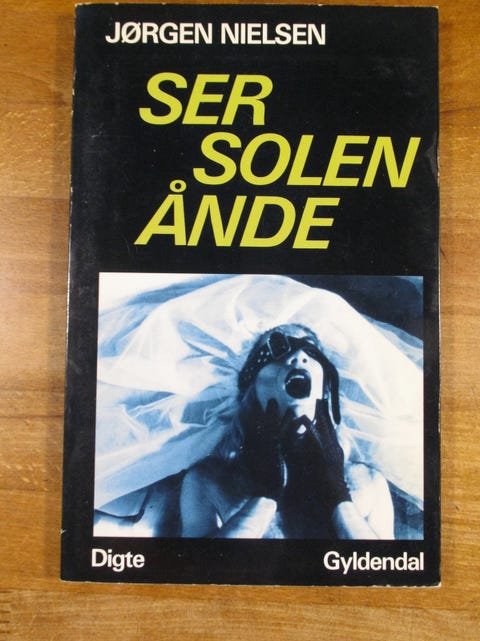 JØRGEN NIELSEN
SER
SOLEN
ÅNDE
Digte
Gyldendal